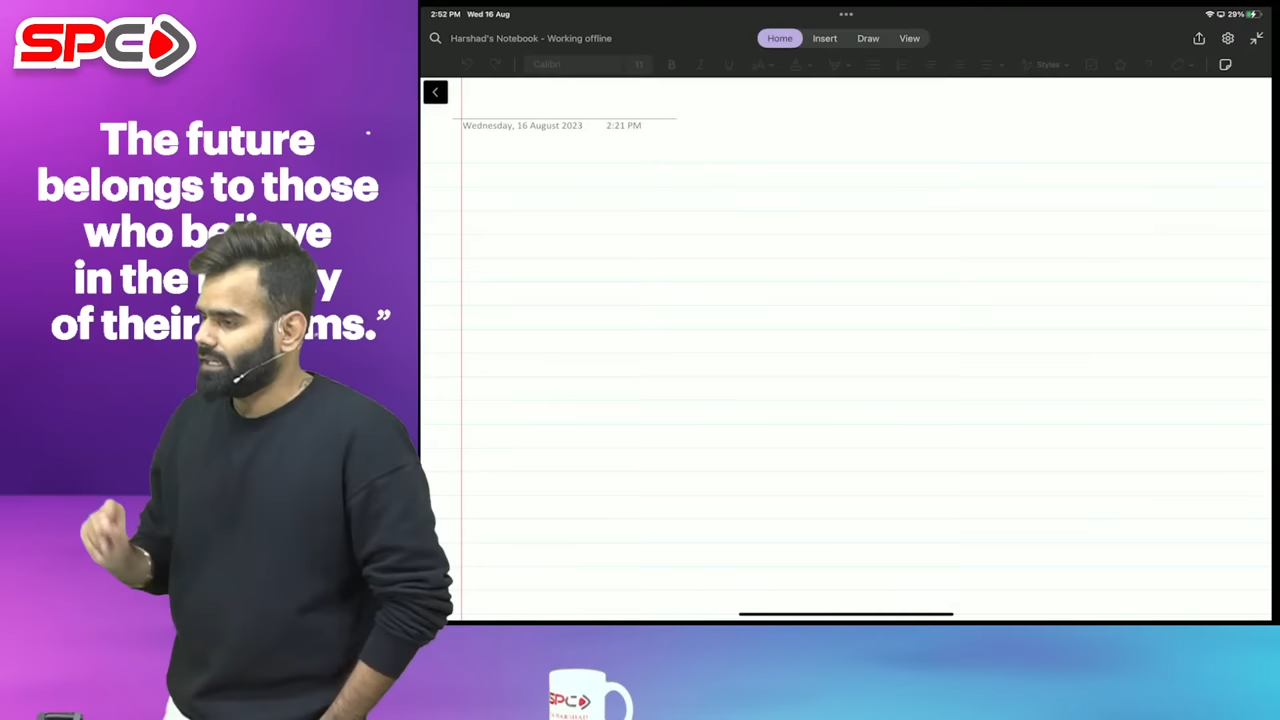 SPC
The future
belongs to those
who believe
in the
of their
ms.”
2:52 PM Wed 16 Aug
29%
Harshad's Notebook - Working offline
Home
Insert
Draw
View
Calibri
11
B
I
U
Styles
Wednesday, 16 August 2023
2:21 PM
SPC